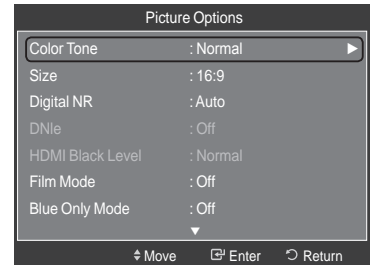 Picture Options
Color Tone : Normal ▶
Size : 16:9
Digital NR : Auto
DNIe : Off
HDMI Black Level : Normal
Film Mode : Off
Blue Only Mode : Off
▼
Move Enter Return